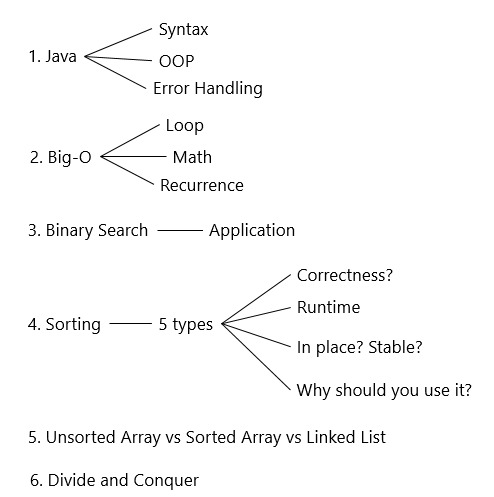 Syntax
1. Java
OOP
Error Handling
Loop
2. Big-O
Math
Recurrence
3. Binary Search
Application
Correctness?
Runtime
4. Sorting
5 types
In place? Stable?
Why should you use it?
5. Unsorted Array vs Sorted Array vs Linked List
6. Divide and Conquer